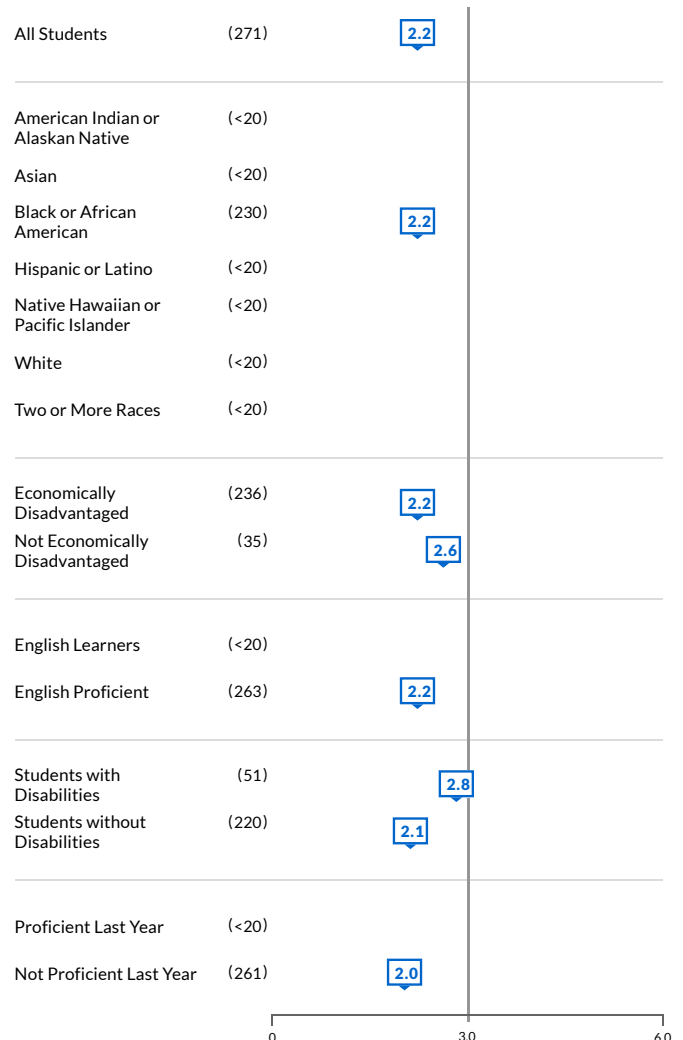 All Students (271) 2.2
American Indian or (<20)
Alaskan Native
Asian (<20)
Black or African (230) 2.2
American
Hispanic or Latino (<20)
Native Hawaiian or (<20)
Pacific Islander
White (<20)
Two or More Races (<20)
Economically (236) 2.2
Disadvantaged
Not Economically (35) 2.6
Disadvantaged
English Learners (<20)
English Proficient (263) 2.2
Students with (51) 2.8
Disabilities
Students without (220) 2.1
Disabilities
Proficient Last Year (<20)
Not Proficient Last Year (261) 2.0
0 3.0 6.0